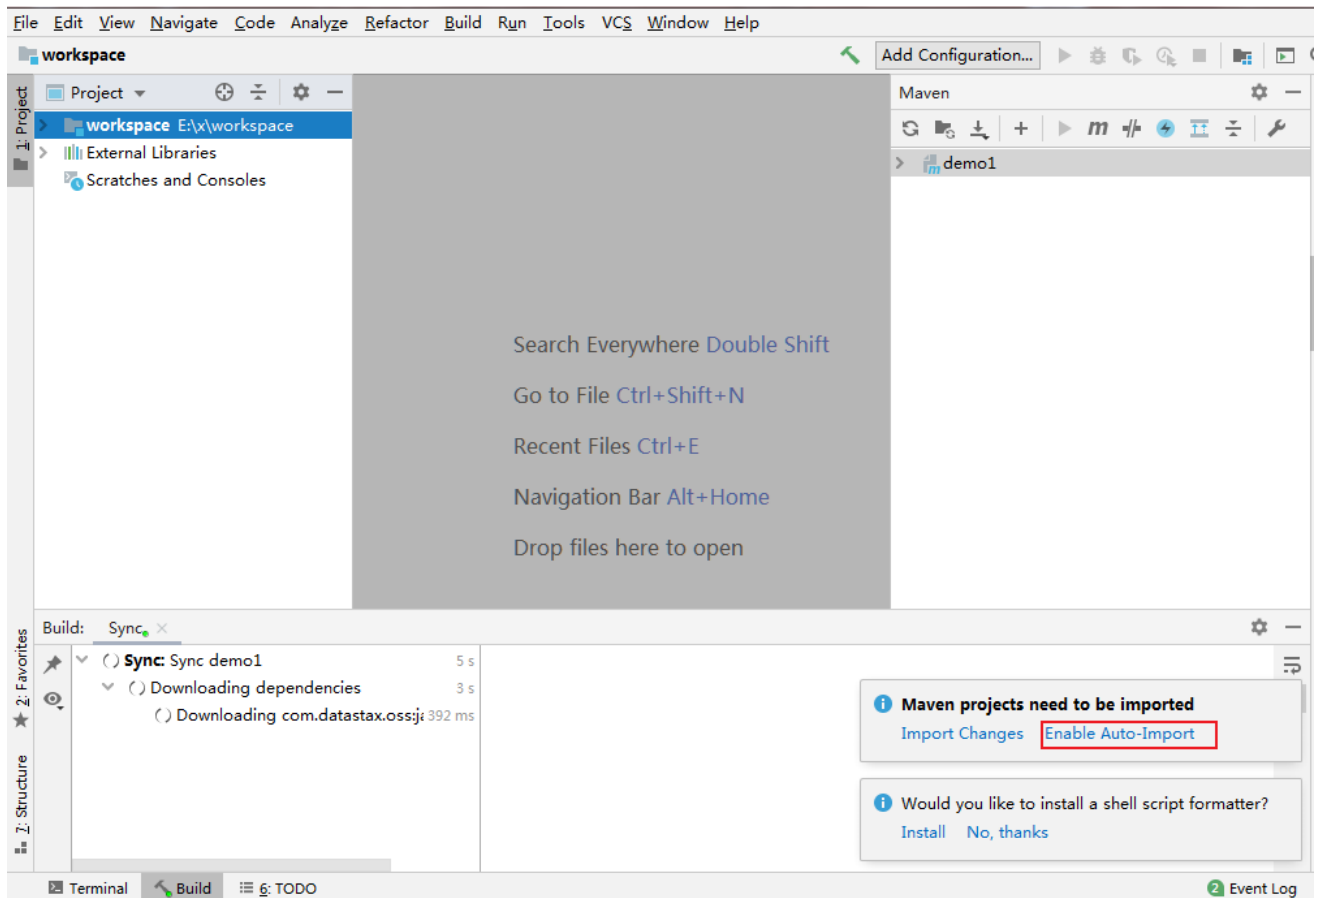 File Edit View Navigate Code Analyze Refactor Build Run Tools VCS Window Help
workspace
Add Configuration...
1: Project
Project
workspace E:\x\workspace
External Libraries
Scratches and Consoles
Maven
demo1
Search Everywhere Double Shift
Go to File Ctrl+Shift+N
Recent Files Ctrl+E
Navigation Bar Alt+Home
Drop files here to open
2: Favorites
7: Structure
Build: Sync
Sync: Sync demo1 5 s
Downloading dependencies 3 s
Downloading com.datastax.oss:ja 392 ms
Maven projects need to be imported
Import Changes Enable Auto-Import
Would you like to install a shell script formatter?
Install No, thanks
Terminal Build 6: TODO 2 Event Log